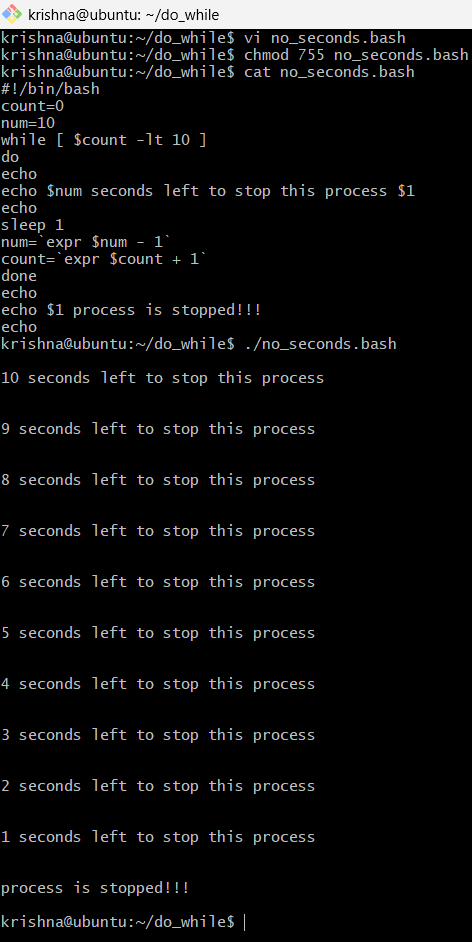 krishna@ubuntu: ~/do_while
krishna@ubuntu:~/do_while$ vi no_seconds.bash
krishna@ubuntu:~/do_while$ chmod 755 no_seconds.bash
krishna@ubuntu:~/do_while$ cat no_seconds.bash
#!/bin/bash
count=0
num=10
while [ $count -lt 10 ]
do
echo
echo $num seconds left to stop this process $1
echo
sleep 1
num=`expr $num - 1`
count=`expr $count + 1`
done
echo
echo $1 process is stopped!!!
echo
krishna@ubuntu:~/do_while$ ./no_seconds.bash
10 seconds left to stop this process
9 seconds left to stop this process
8 seconds left to stop this process
7 seconds left to stop this process
6 seconds left to stop this process
5 seconds left to stop this process
4 seconds left to stop this process
3 seconds left to stop this process
2 seconds left to stop this process
1 seconds left to stop this process
process is stopped!!!
krishna@ubuntu:~/do_while$